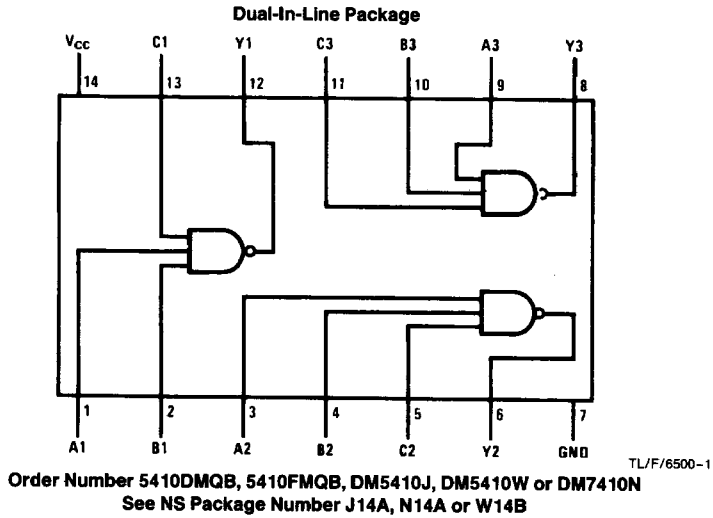 Dual-In-Line Package
VCC C1 Y1 C3 B3 A3 Y3
14 13 12 11 10 9 8
1 2 3 4 5 6 7
A1 B1 A2 B2 C2 Y2 GND
TL/F/6500-1
Order Number 5410DMQB, 5410FMQB, DM5410J, DM5410W or DM7410N
See NS Package Number J14A, N14A or W14B